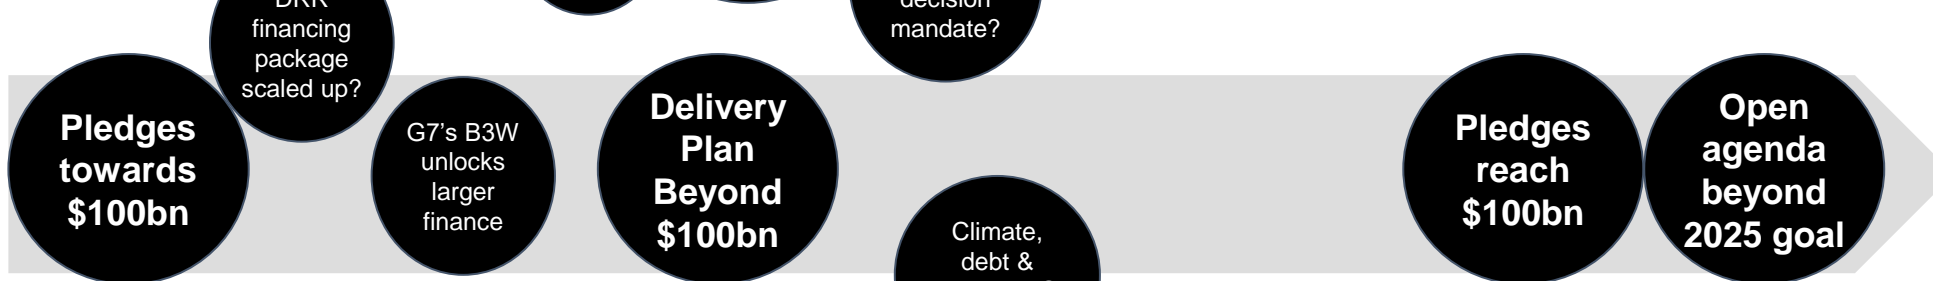 financing
package
scaled up?
decision
mandate?
Pledges
towards
$100bn
G7's B3W
unlocks
larger
finance
Delivery
Plan
Beyond
$100bn
Climate,
debt &
Pledges
reach
$100bn
Open
agenda
beyond
2025 goal